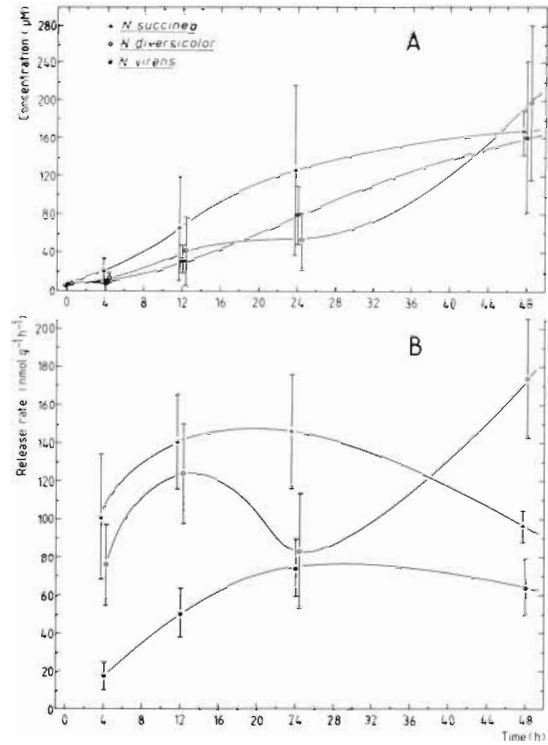 Concentration (µM)
280
240
200
160
120
80
40
0
N succinea
N diversicolor
N virens
A
0 4 8 12 16 20 24 28 32 36 40 44 48
Release rate (nmol g⁻¹h⁻¹)
200
180
160
140
120
100
80
60
40
20
0
B
0 4 8 12 16 20 24 28 32 36 40 44 48
Time(h)